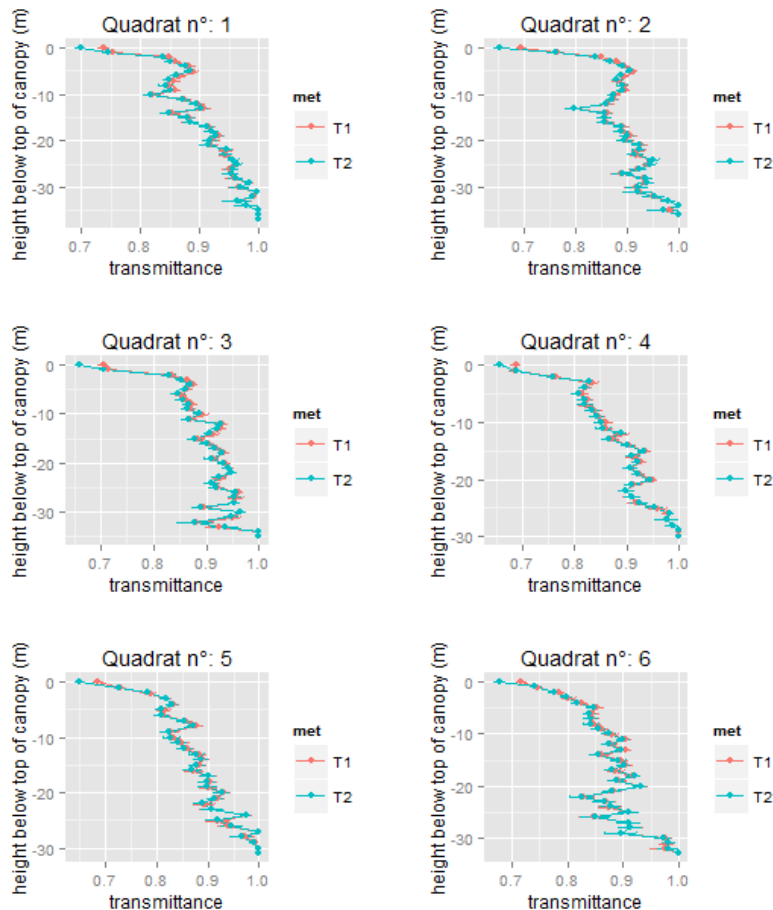 Quadrat n°: 1
height below top of canopy (m)
0
-10
-20
-30
0.7 0.8 0.9 1.0
transmittance
met
T1
T2
Quadrat n°: 2
height below top of canopy (m)
0
-10
-20
-30
0.7 0.8 0.9 1.0
transmittance
met
T1
T2
Quadrat n°: 3
height below top of canopy (m)
0
-10
-20
-30
0.7 0.8 0.9 1.0
transmittance
met
T1
T2
Quadrat n°: 4
height below top of canopy (m)
0
-10
-20
-30
0.7 0.8 0.9 1.0
transmittance
met
T1
T2
Quadrat n°: 5
height below top of canopy (m)
0
-10
-20
-30
0.7 0.8 0.9 1.0
transmittance
met
T1
T2
Quadrat n°: 6
height below top of canopy (m)
0
-10
-20
-30
0.7 0.8 0.9 1.0
transmittance
met
T1
T2